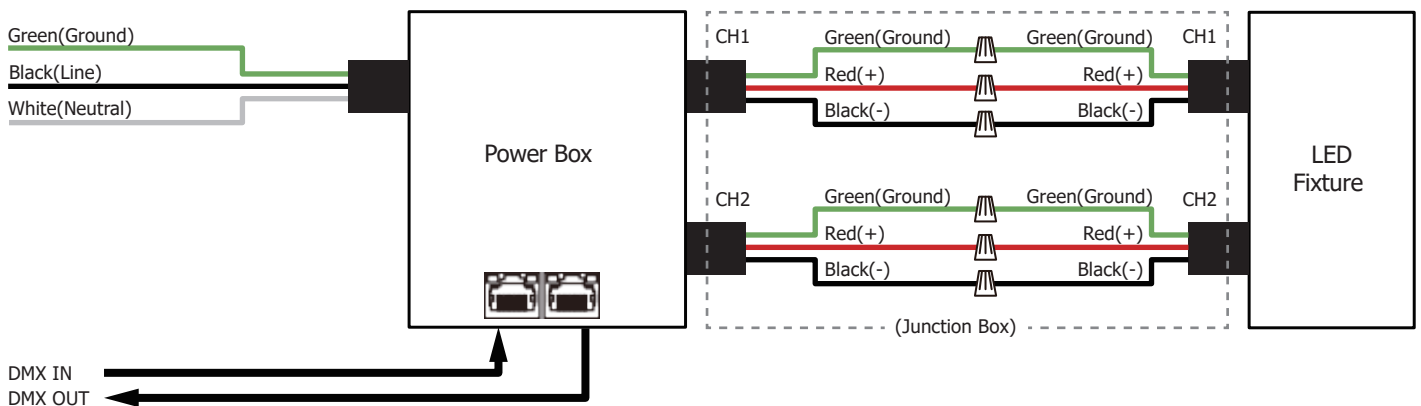 Green(Ground)
Black(Line)
White(Neutral)
Power Box
CH1
Green(Ground)
Green(Ground)
CH1
Red(+)
Red(+)
Black(-)
Black(-)
CH2
Green(Ground)
Green(Ground)
CH2
Red(+)
Red(+)
Black(-)
Black(-)
(Junction Box)
LED
Fixture
DMX IN
DMX OUT